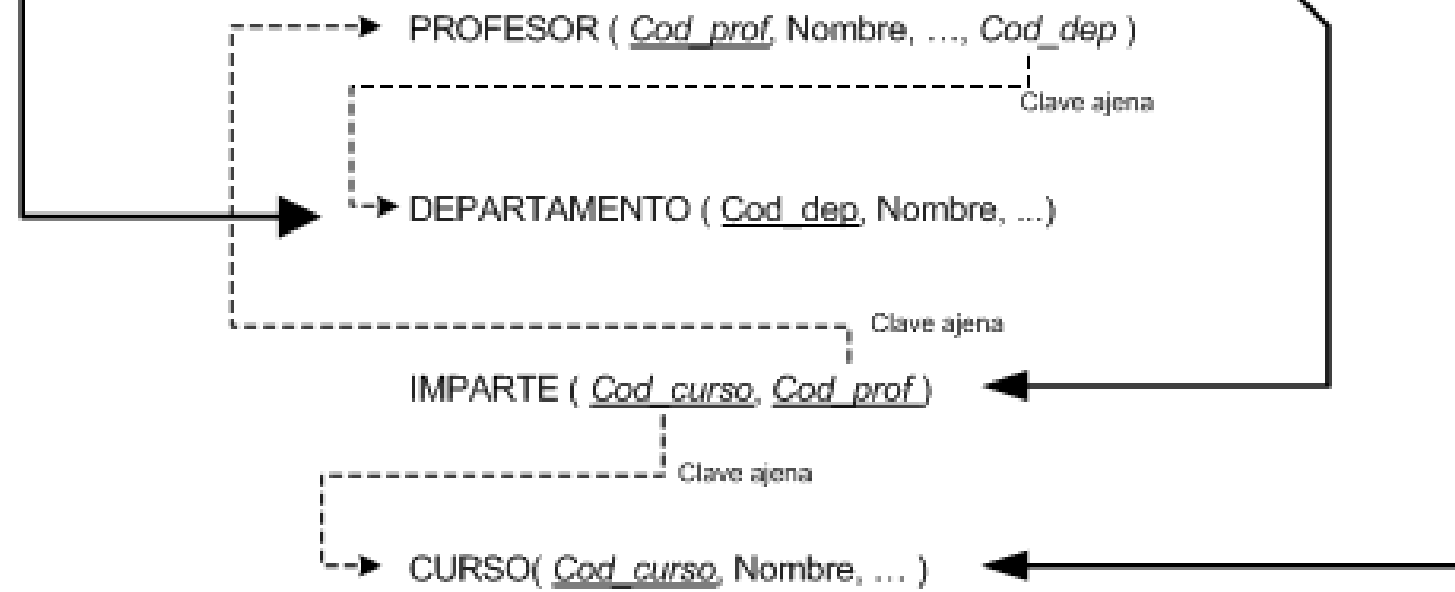 PROFESOR ( Cod_prof, Nombre, …, Cod_dep )
Clave ajena
DEPARTAMENTO ( Cod_dep, Nombre, ...)
Clave ajena
IMPARTE ( Cod_curso, Cod_prof )
Clave ajena
CURSO( Cod_curso, Nombre, … )